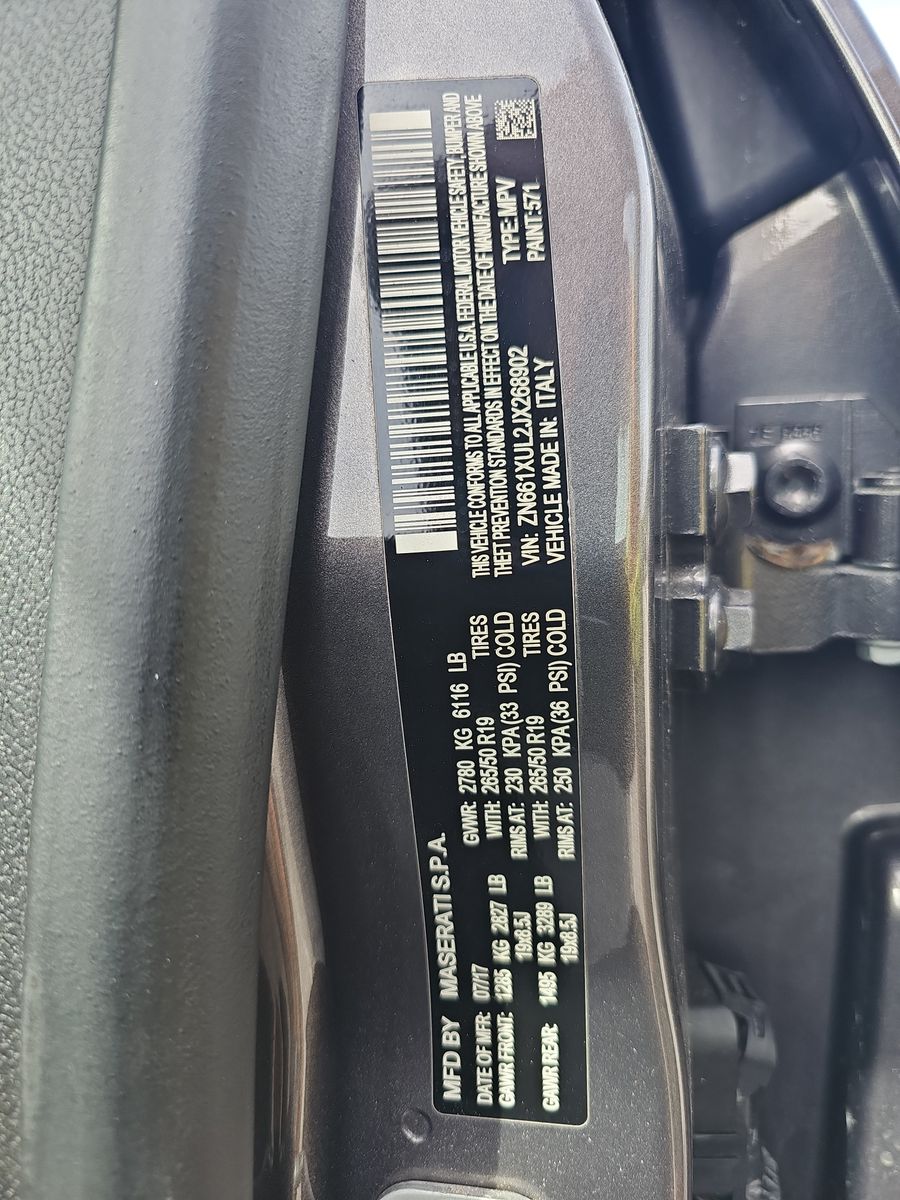 MFD BY MASERATI S.P.A.
DATE OF MFR: 07/17 GVWR: 2780 KG 6116 LB
GAWR FRONT: 1285 KG 2827 LB WITH: 265/50 R19 TIRES
19x8.5J RIMS AT: 230 KPA (33 PSI) COLD
GAWR REAR: 1495 KG 3289 LB WITH: 265/50 R19 TIRES
19x8.5J RIMS AT: 250 KPA (36 PSI) COLD
THIS VEHICLE CONFORMS TO ALL APPLICABLE U.S.A. FEDERAL MOTOR VEHICLE SAFETY, BUMPER AND
THEFT PREVENTION STANDARDS IN EFFECT ON THE DATE OF MANUFACTURE SHOWN ABOVE
VIN: ZN661XUL2JX268902 TYPE: MPV
VEHICLE MADE IN: ITALY PAINT: 571